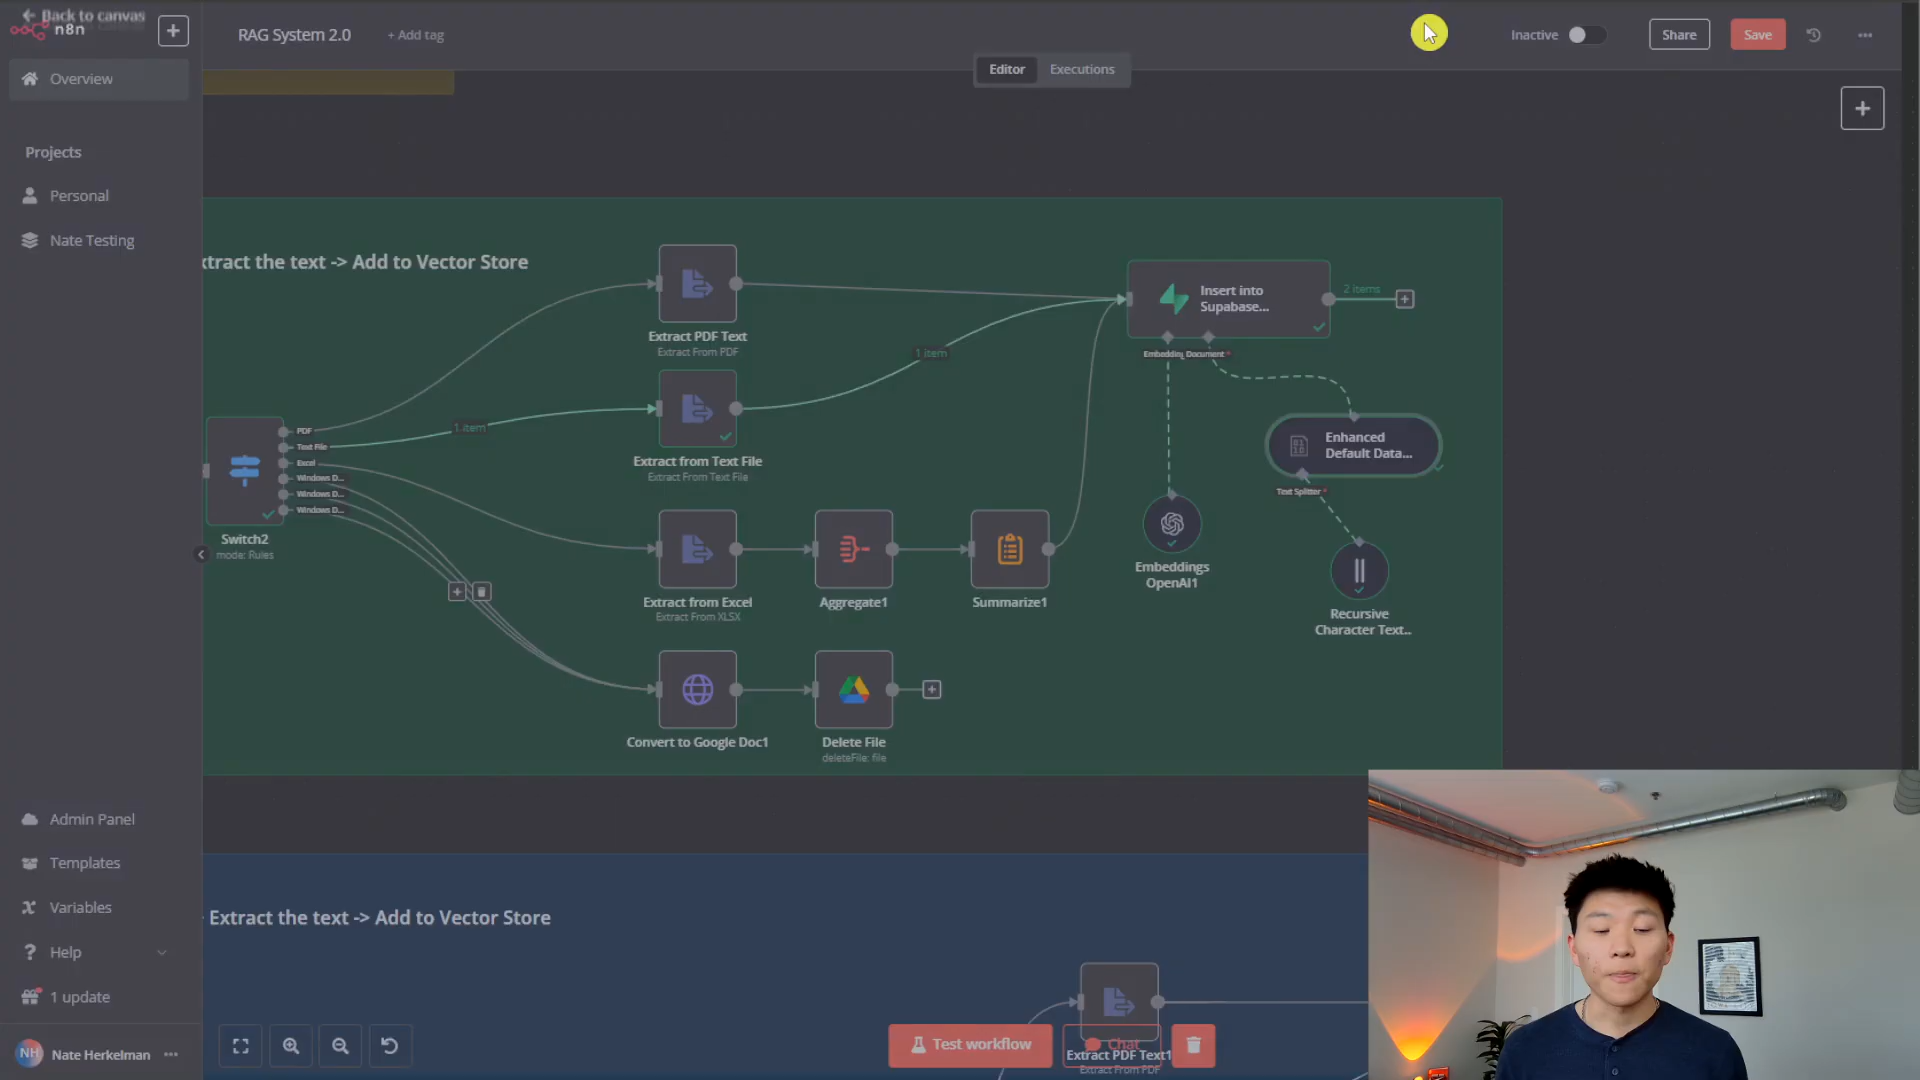 Back to canvas
n8n
RAG System 2.0
+ Add tag
Inactive
Share
Save
Editor
Executions
Overview
Projects
Personal
Nate Testing
xtract the text -> Add to Vector Store
Extract PDF Text
Extract From PDF
Insert into
Supabase...
2 items
Embedding
Document *
1 item
1 item
Extract from Text File
Extract From Text File
Enhanced
Default Data...
Text Splitter *
PDF
Text File
Excel
Windows D...
Windows D...
Windows D...
Switch2
mode: Rules
Extract from Excel
Extract From XLSX
Aggregate1
Summarize1
Embeddings
OpenAI1
Recursive
Character Text...
Convert to Google Doc1
Delete File
deleteFile: file
Admin Panel
Templates
Variables
Help
1 update
NH
Nate Herkelman
Extract the text -> Add to Vector Store
Test workflow
Chat
Extract PDF Text1
Extract From PDF